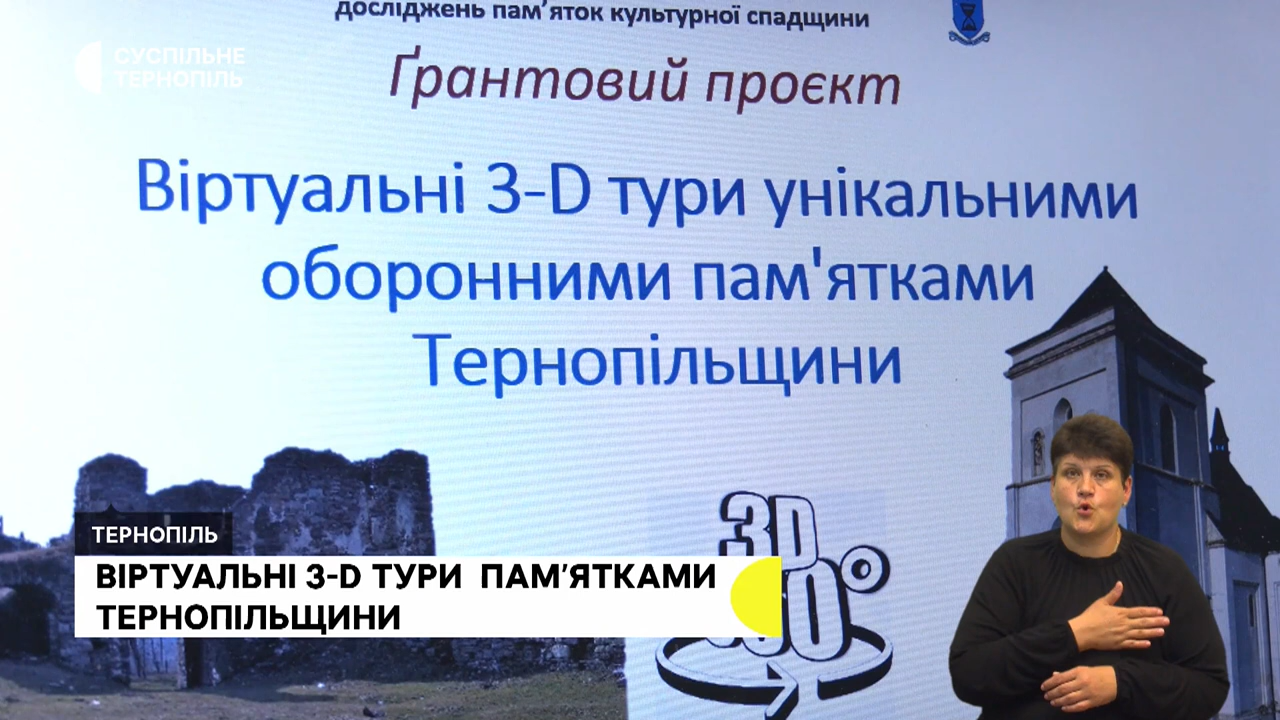 досліджень пам’яток культурної спадщини
СУСПІЛЬНЕ
ТЕРНОПІЛЬ
Ґрантовий проєкт
Віртуальні 3-D тури унікальними
оборонними пам'ятками
Тернопільщини
3D
ТЕРНОПІЛЬ
ВІРТУАЛЬНІ 3-D ТУРИ ПАМ’ЯТКАМИ
ТЕРНОПІЛЬЩИНИ